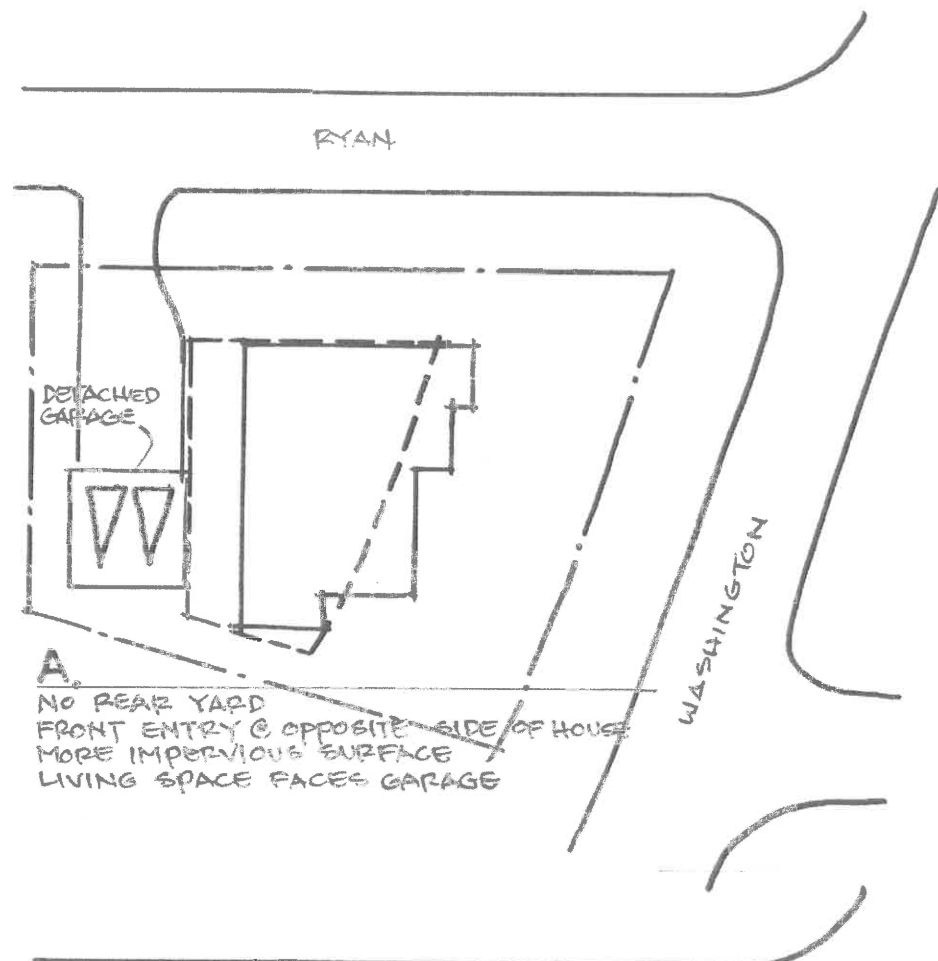 RYAN
DETACHED
GARAGE
WASHINGTON
A.
NO REAR YARD
FRONT ENTRY @ OPPOSITE SIDE OF HOUSE
MORE IMPERVIOUS SURFACE
LIVING SPACE FACES GARAGE